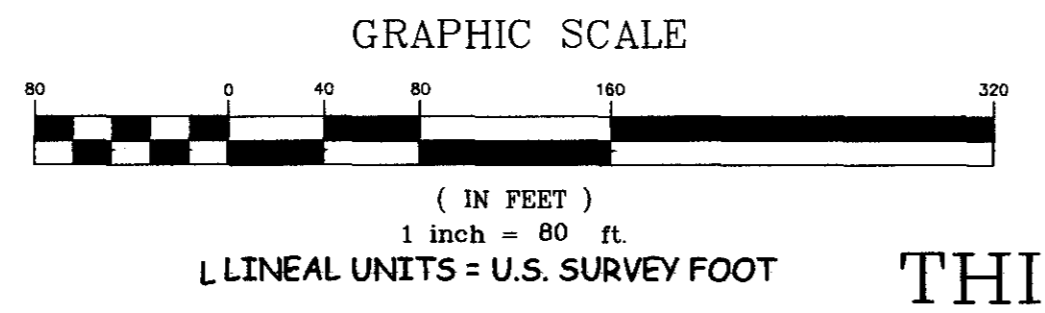 GRAPHIC SCALE
80 0 40 80 160 320
( IN FEET )
1 inch = 80 ft.
L LINEAL UNITS = U.S. SURVEY FOOT
THI